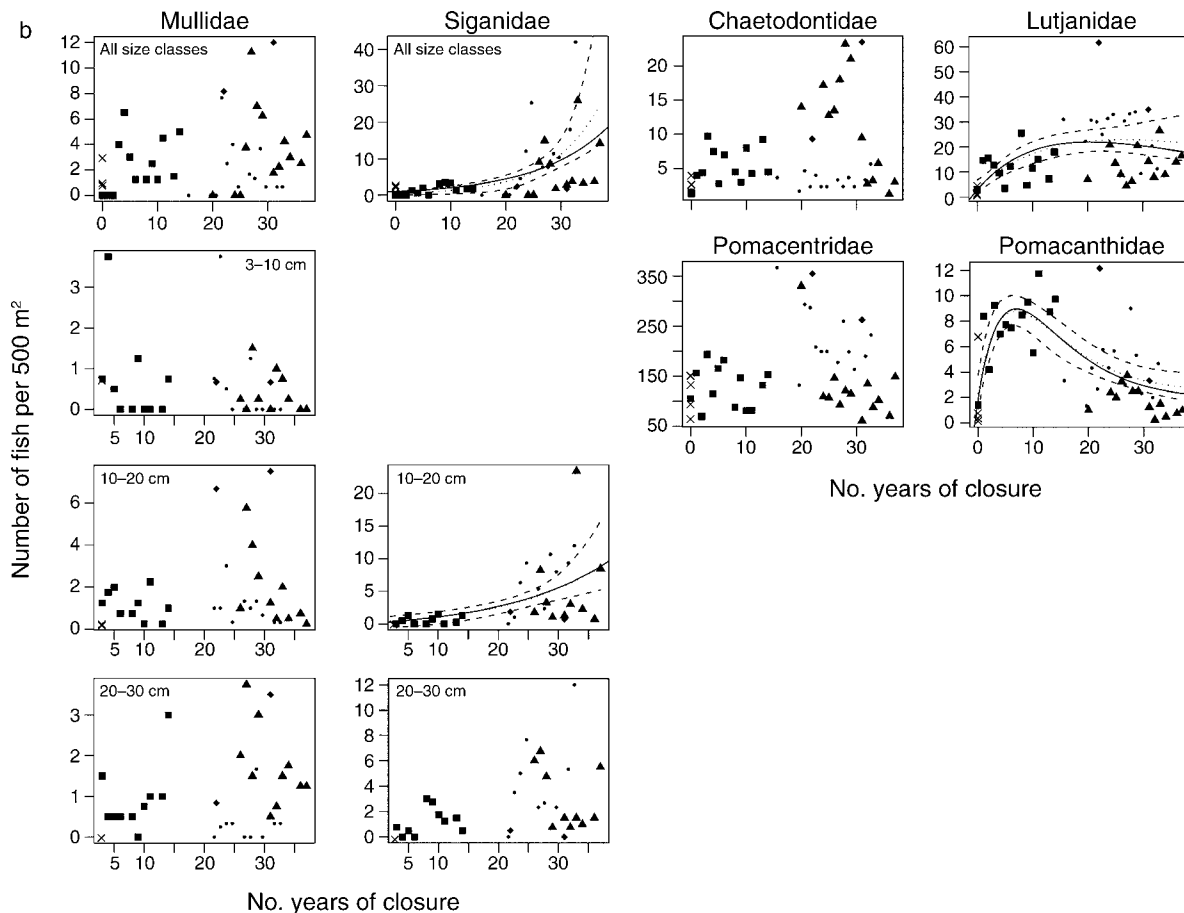 b
Mullidae Siganidae Chaetodontidae Lutjanidae
All size classes
12
10
8
6
4
2
0
0 10 20 30
All size classes
40
30
20
10
0
0 10 20 30
20
15
10
5
0 10 20 30
60
50
40
30
20
10
0
0 10 20 30
Number of fish per 500 m²
3–10 cm
3
2
1
0
5 10 20 30
Pomacentridae Pomacanthidae
350
250
150
50
0 10 20 30
12
10
8
6
4
2
0
0 10 20 30
No. years of closure
10–20 cm
6
4
2
0
5 10 20 30
10–20 cm
20
15
10
5
0
5 10 20 30
20–30 cm
3
2
1
0
5 10 20 30
20–30 cm
12
10
8
6
4
2
0
5 10 20 30
No. years of closure